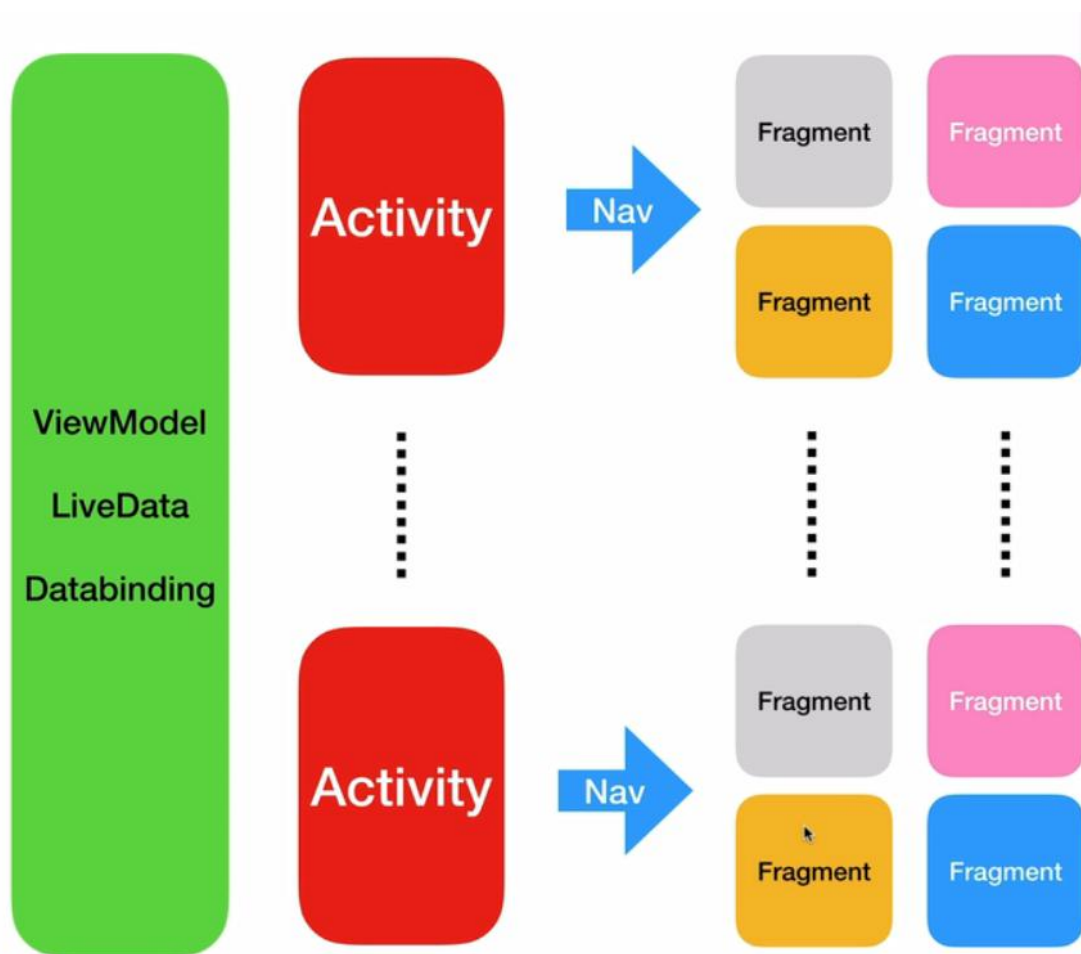 ViewModel
LiveData
Databinding
Activity
Nav
Fragment
Fragment
Fragment
Fragment
Activity
Nav
Fragment
Fragment
Fragment
Fragment